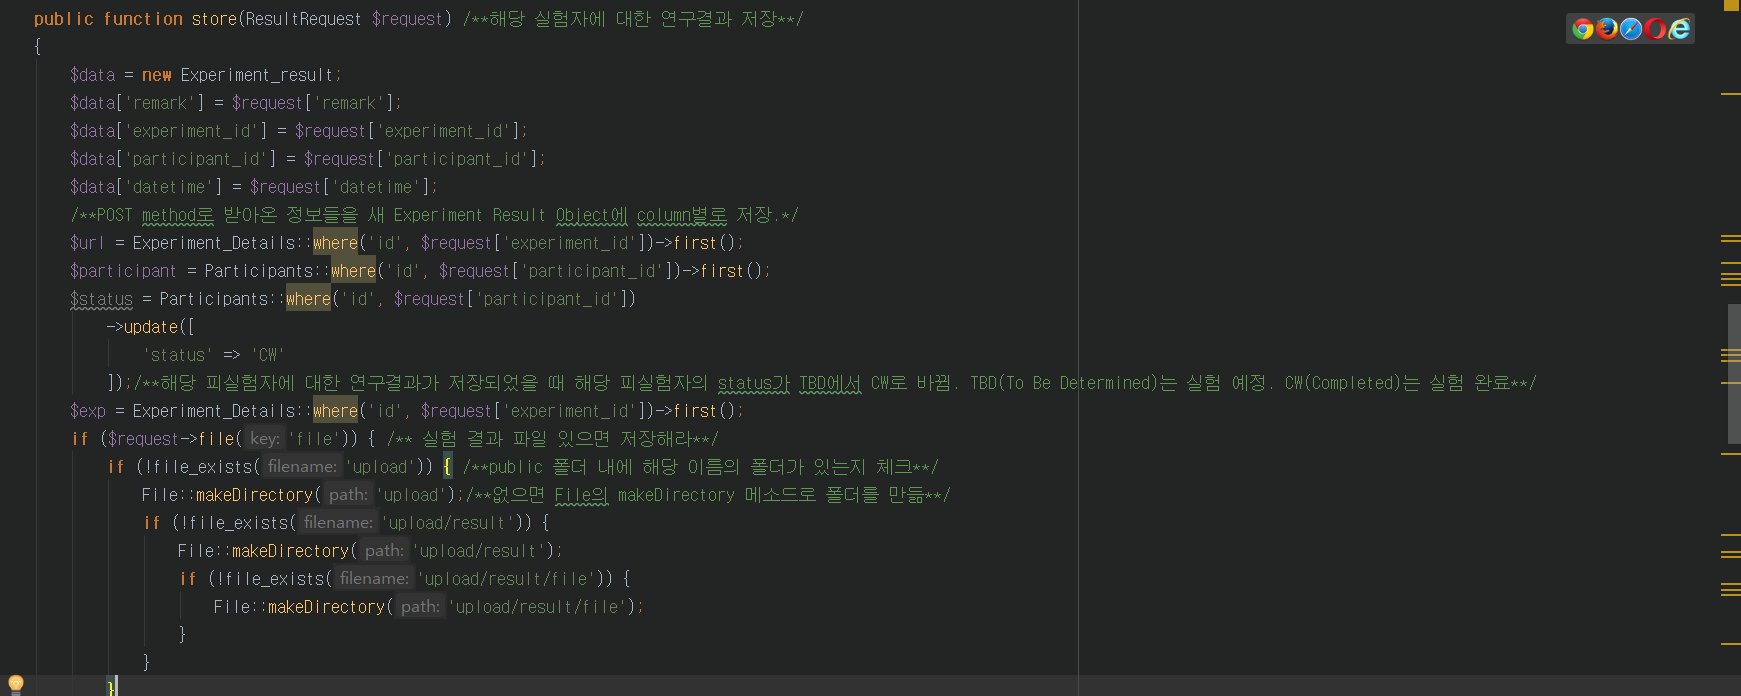 public function store(ResultRequest $request) /**해당 실험자에 대한 연구결과 저장**/
{
$data = new Experiment_result;
$data['remark'] = $request['remark'];
$data['experiment_id'] = $request['experiment_id'];
$data['participant_id'] = $request['participant_id'];
$data['datetime'] = $request['datetime'];
/**POST method로 받아온 정보들을 새 Experiment Result Object에 column별로 저장.*/
$url = Experiment_Details::where('id', $request['experiment_id'])->first();
$participant = Participants::where('id', $request['participant_id'])->first();
$status = Participants::where('id', $request['participant_id'])
->update([
'status' => 'CW'
]);/**해당 피실험자에 대한 연구결과가 저장되었을 때 해당 피실험자의 status가 TBD에서 CW로 바뀜. TBD(To Be Determined)는 실험 예정. CW(Completed)는 실험 완료**/
$exp = Experiment_Details::where('id', $request['experiment_id'])->first();
if ($request->file( key: 'file')) { /** 실험 결과 파일 있으면 저장해라**/
if (!file_exists( filename: 'upload')) { /**public 폴더 내에 해당 이름의 폴더가 있는지 체크**/
File::makeDirectory( path: 'upload');/**없으면 File의 makeDirectory 메소드로 폴더를 만듦**/
if (!file_exists( filename: 'upload/result')) {
File::makeDirectory( path: 'upload/result');
if (!file_exists( filename: 'upload/result/file')) {
File::makeDirectory( path: 'upload/result/file');
}
}
}